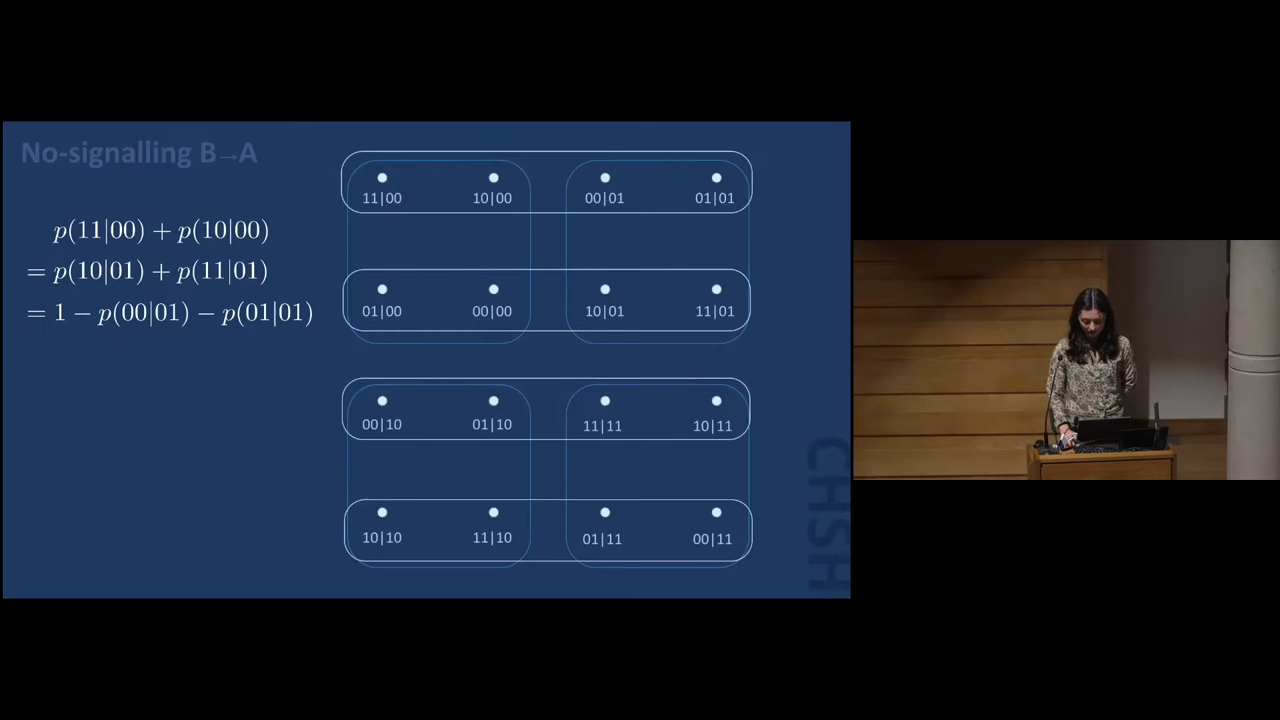 No-signalling B→A
p(11|00) + p(10|00)
= p(10|01) + p(11|01)
= 1 − p(00|01) − p(01|01)
11|00 10|00 00|01 01|01
01|00 00|00 10|01 11|01
00|10 01|10 11|11 10|11
10|10 11|10 01|11 00|11
CHSH